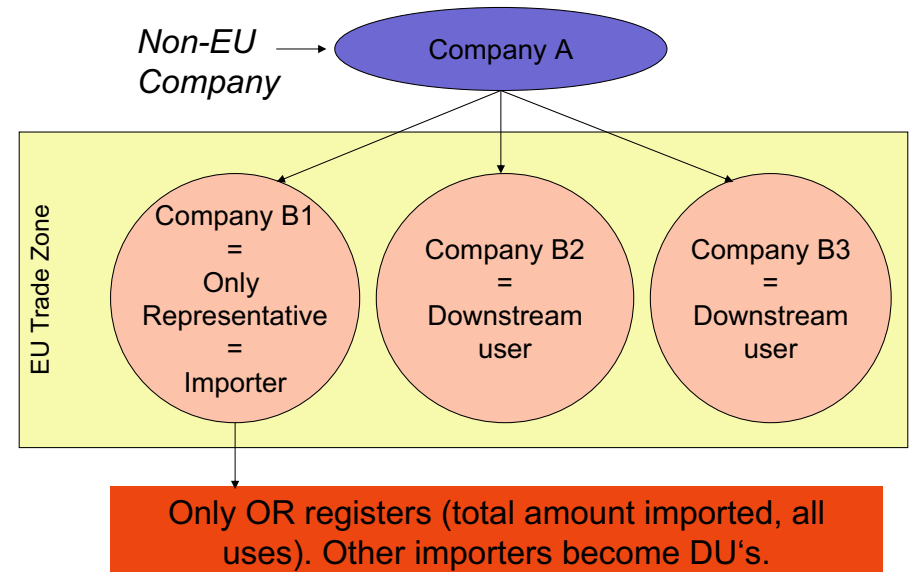 Non-EU
Company
Company A
EU Trade Zone
Company B1
=
Only
Representative
=
Importer
Company B2
=
Downstream
user
Company B3
=
Downstream
user
Only OR registers (total amount imported, all
uses). Other importers become DU‘s.